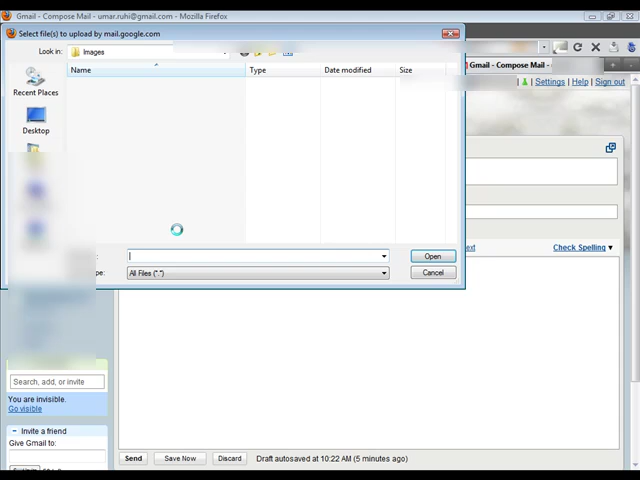 Gmail - Compose Mail - umar.ruhi@gmail.com - Mozilla Firefox
Select file(s) to upload by mail.google.com
Look in: Images
Gmail - Compose Mail -
Name Type Date modified Size
Settings | Help | Sign out
Recent Places
Desktop
Check Spelling ▼
Open
All Files (*.*)
Cancel
Search, add, or invite
You are invisible.
Go visible
− Invite a friend
Give Gmail to:
Send Save Now Discard Draft autosaved at 10:22 AM (5 minutes ago)